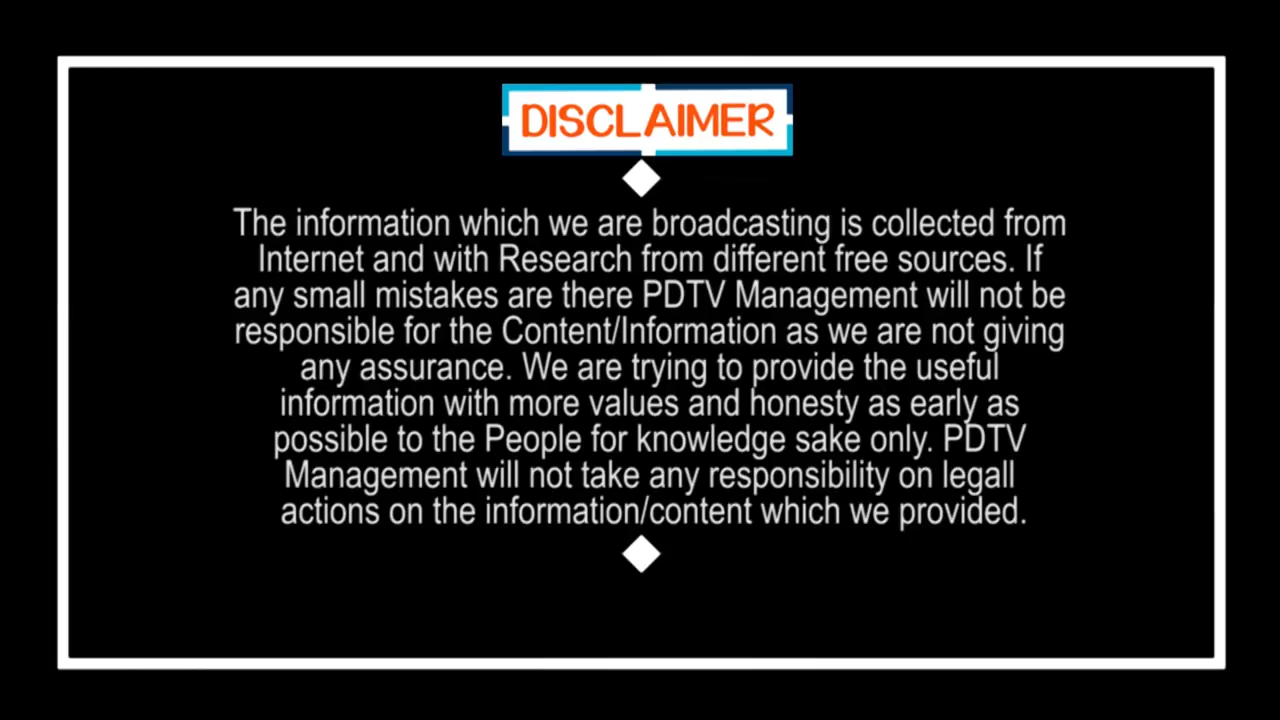 DISCLAIMER
The information which we are broadcasting is collected from
Internet and with Research from different free sources. If
any small mistakes are there PDTV Management will not be
responsible for the Content/Information as we are not giving
any assurance. We are trying to provide the useful
information with more values and honesty as early as
possible to the People for knowledge sake only. PDTV
Management will not take any responsibility on legall
actions on the information/content which we provided.